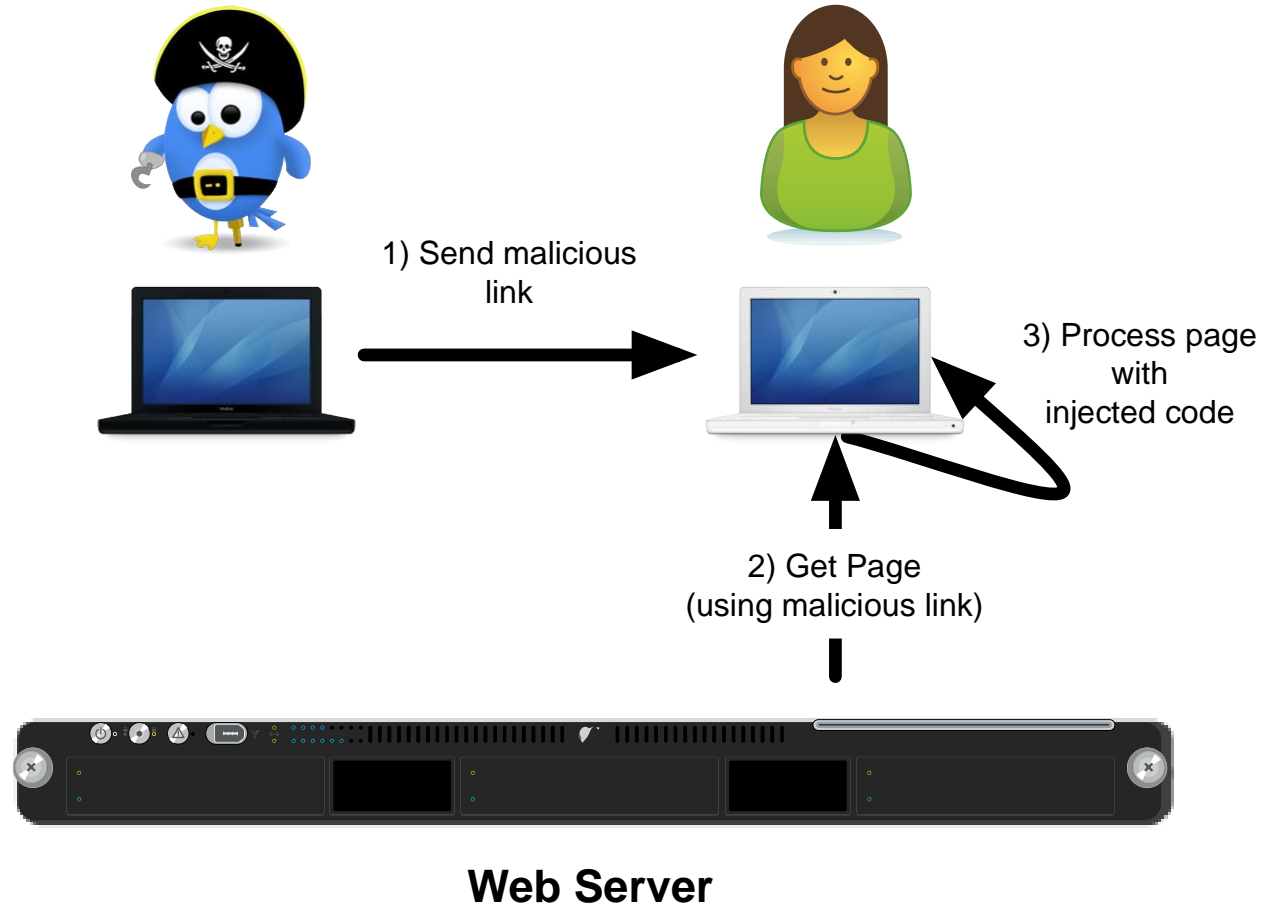 1) Send malicious
link
3) Process page
with
injected code
2) Get Page
(using malicious link)
Web Server